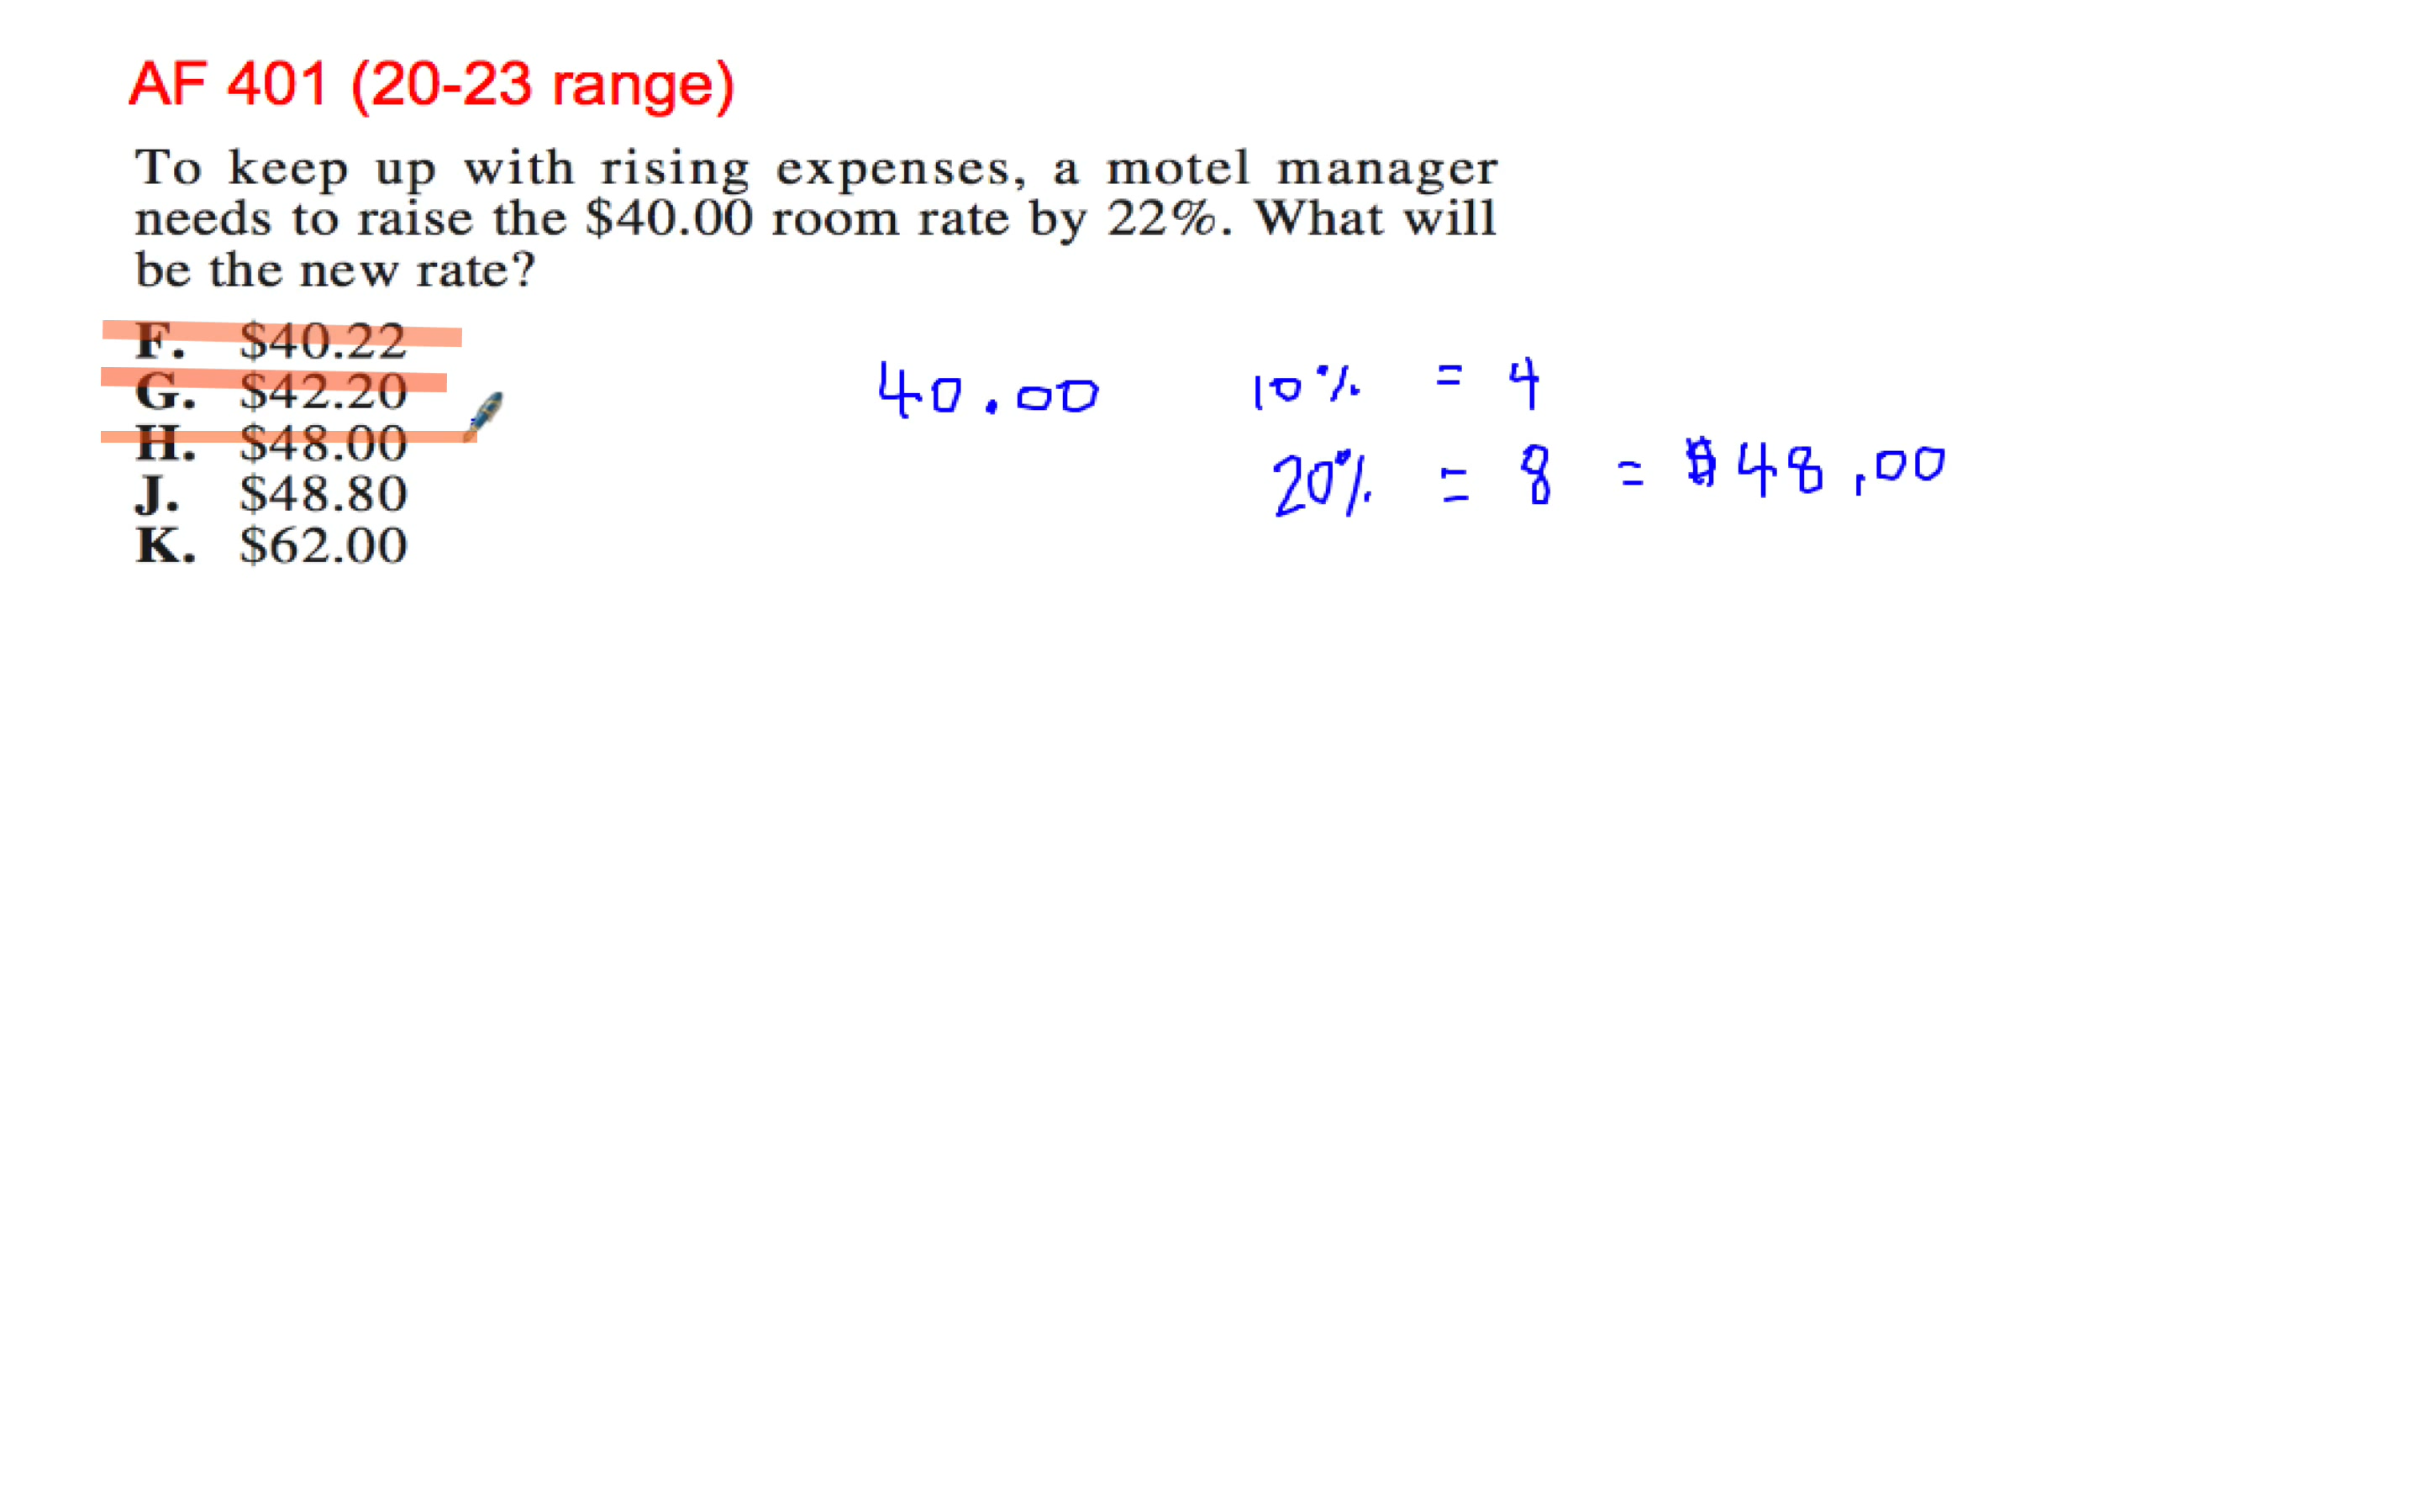 AF 401 (20-23 range)
To keep up with rising expenses, a motel manager
needs to raise the $40.00 room rate by 22%. What will
be the new rate?
F. $40.22
G. $42.20
H. $48.00
J. $48.80
K. $62.00
40.00 10% = 4
20% = 8 = $48.00